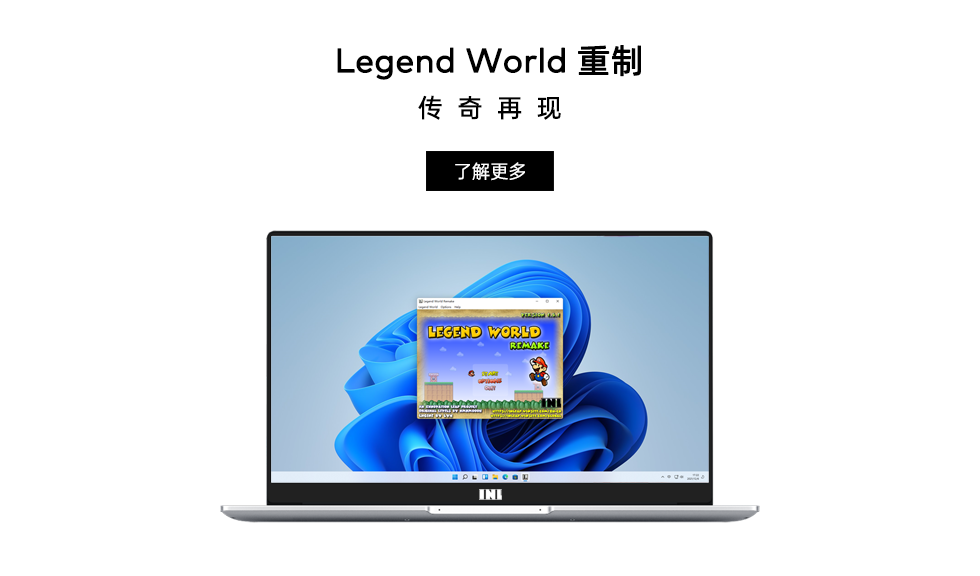 Legend World 重制
传奇再现
了解更多
Legend World Remake
Legend World Options Help
LEGEND WORLD
REMAKE
INI
INI